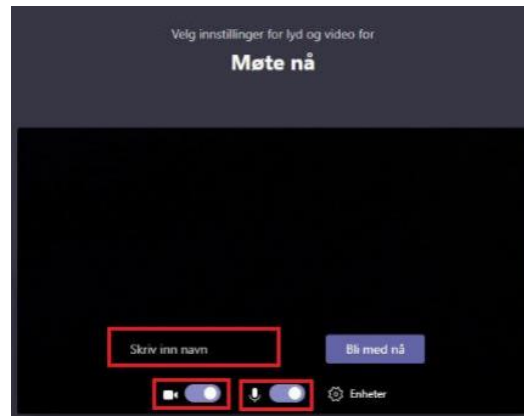 Velg innstillinger for lyd og video for
Møte nå
Skriv inn navn
Bli med nå
Enheter